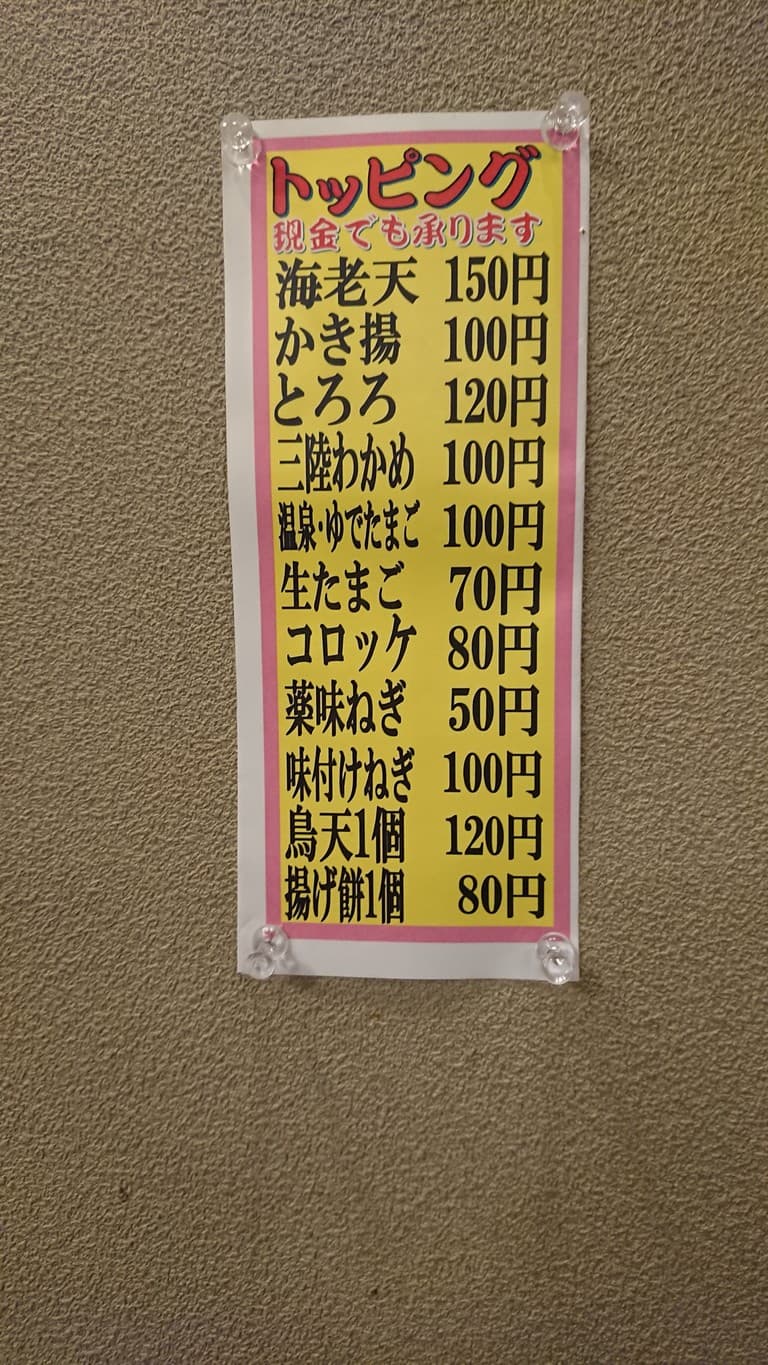 トッピング
現金でも承ります
海老天 150円
かき揚 100円
とろろ 120円
三陸わかめ 100円
温泉・ゆでたまご 100円
生たまご 70円
コロッケ 80円
薬味ねぎ 50円
味付けねぎ 100円
鳥天1個 120円
揚げ餅1個 80円